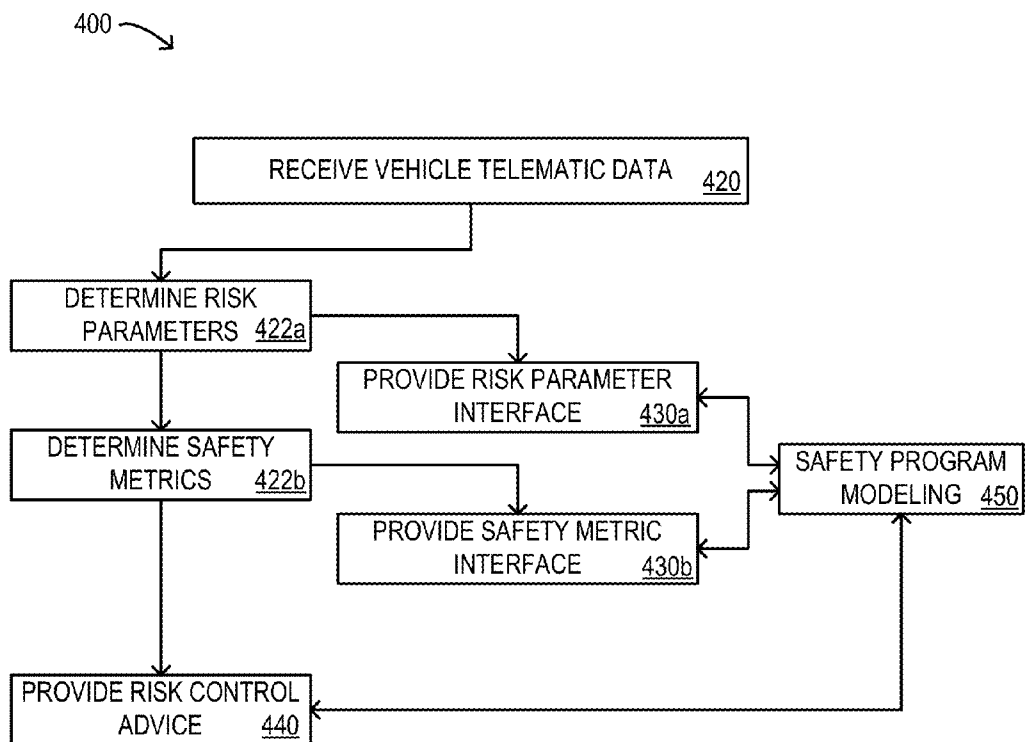 400
RECEIVE VEHICLE TELEMATIC DATA 420
DETERMINE RISK
PARAMETERS 422a
PROVIDE RISK PARAMETER
INTERFACE 430a
DETERMINE SAFETY
METRICS 422b
SAFETY PROGRAM
MODELING 450
PROVIDE SAFETY METRIC
INTERFACE 430b
PROVIDE RISK CONTROL
ADVICE 440